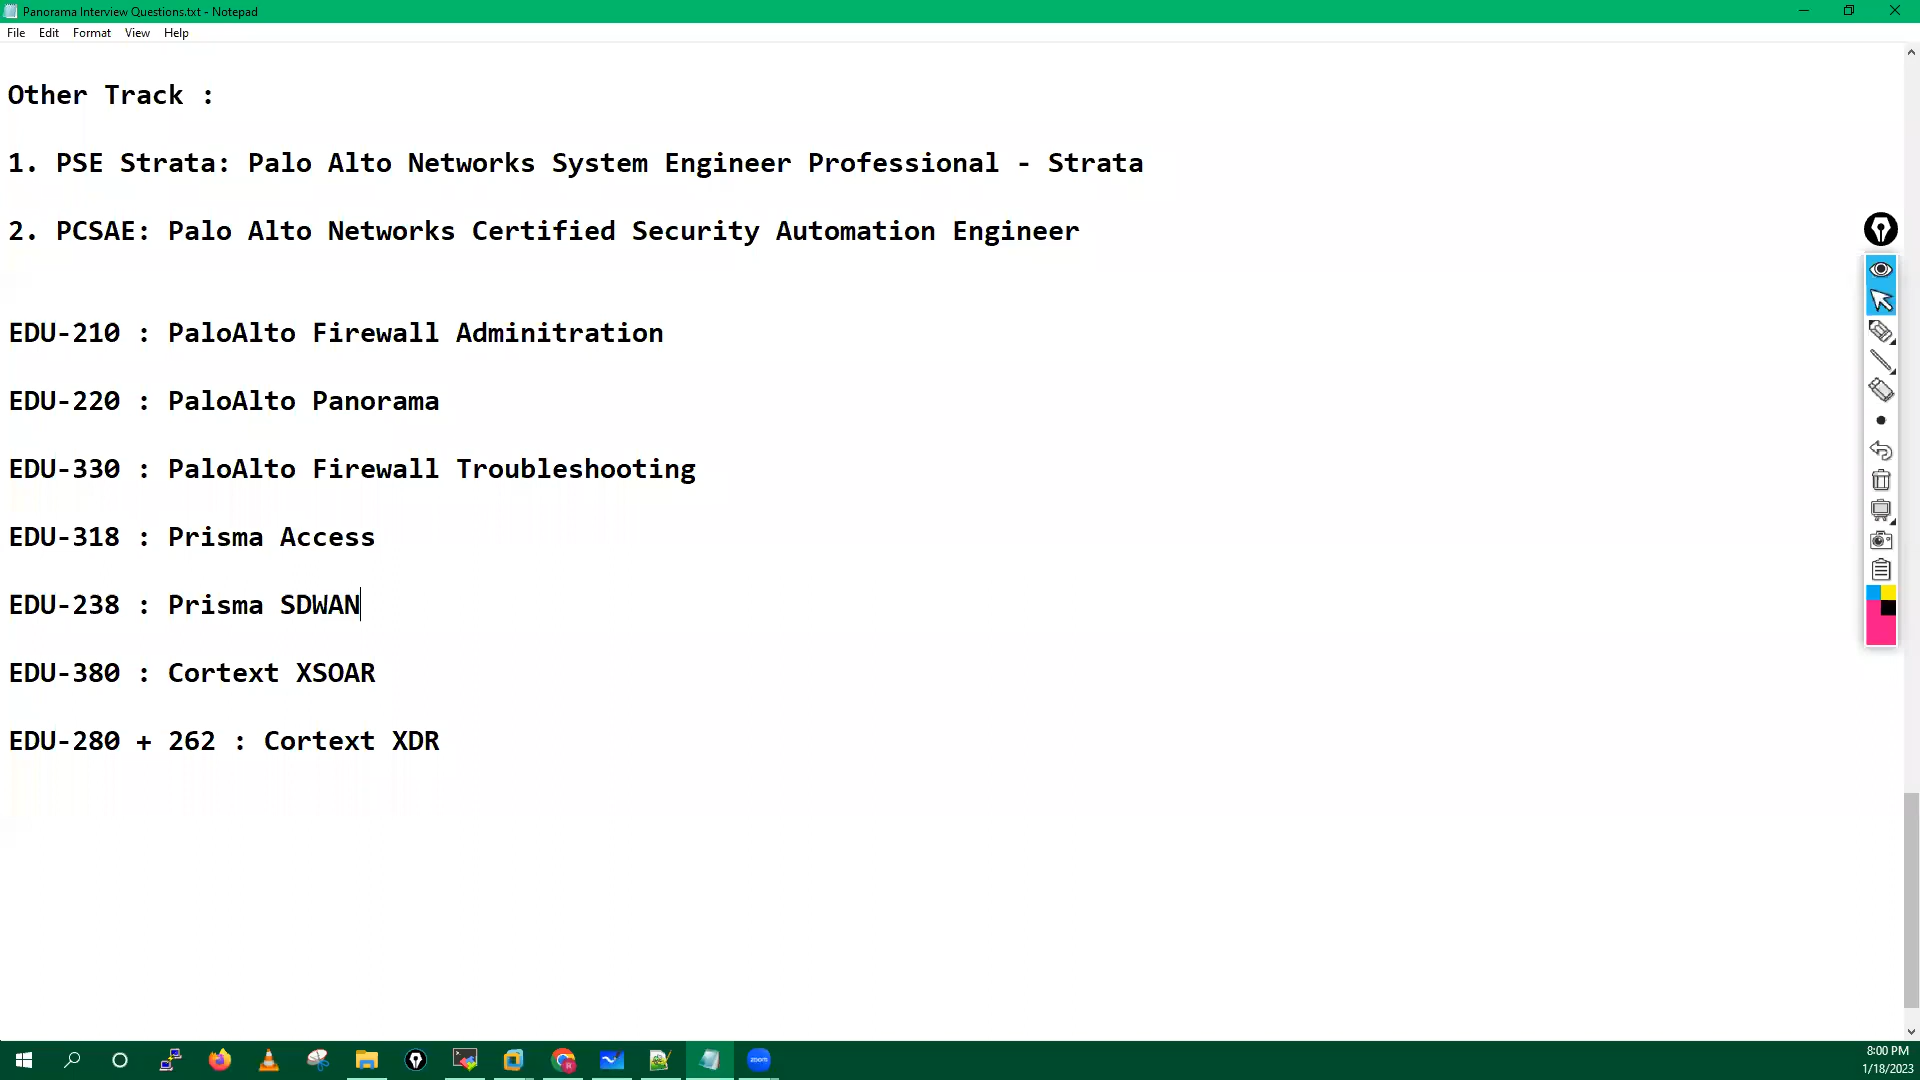 Panorama Interview Questions.txt - Notepad
File Edit Format View Help
Other Track :
1. PSE Strata: Palo Alto Networks System Engineer Professional - Strata
2. PCSAE: Palo Alto Networks Certified Security Automation Engineer
EDU-210 : PaloAlto Firewall Adminitration
EDU-220 : PaloAlto Panorama
EDU-330 : PaloAlto Firewall Troubleshooting
EDU-318 : Prisma Access
EDU-238 : Prisma SDWAN
EDU-380 : Cortext XSOAR
EDU-280 + 262 : Cortext XDR
zoom
8:00 PM
1/18/2023